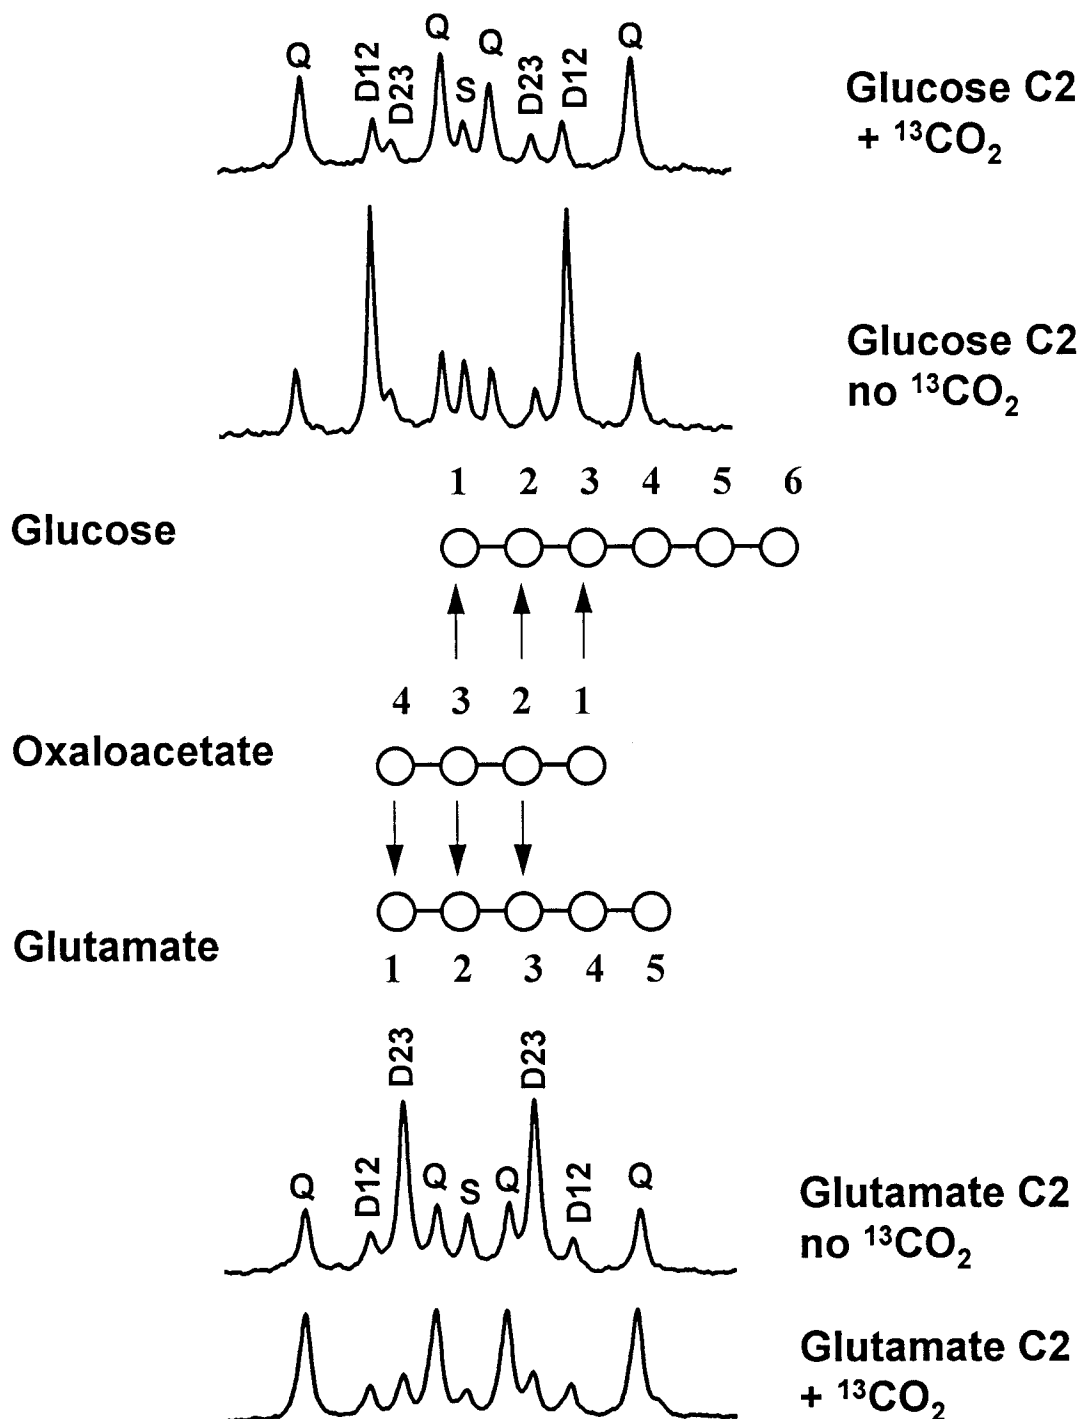 Q D12 D23 Q S Q D23 D12 Q
Glucose C2
+ ¹³CO₂
Glucose C2
no ¹³CO₂
1 2 3 4 5 6
Glucose
4 3 2 1
Oxaloacetate
Glutamate
1 2 3 4 5
Q D12 D23 Q S Q D23 D12 Q
Glutamate C2
no ¹³CO₂
Glutamate C2
+ ¹³CO₂